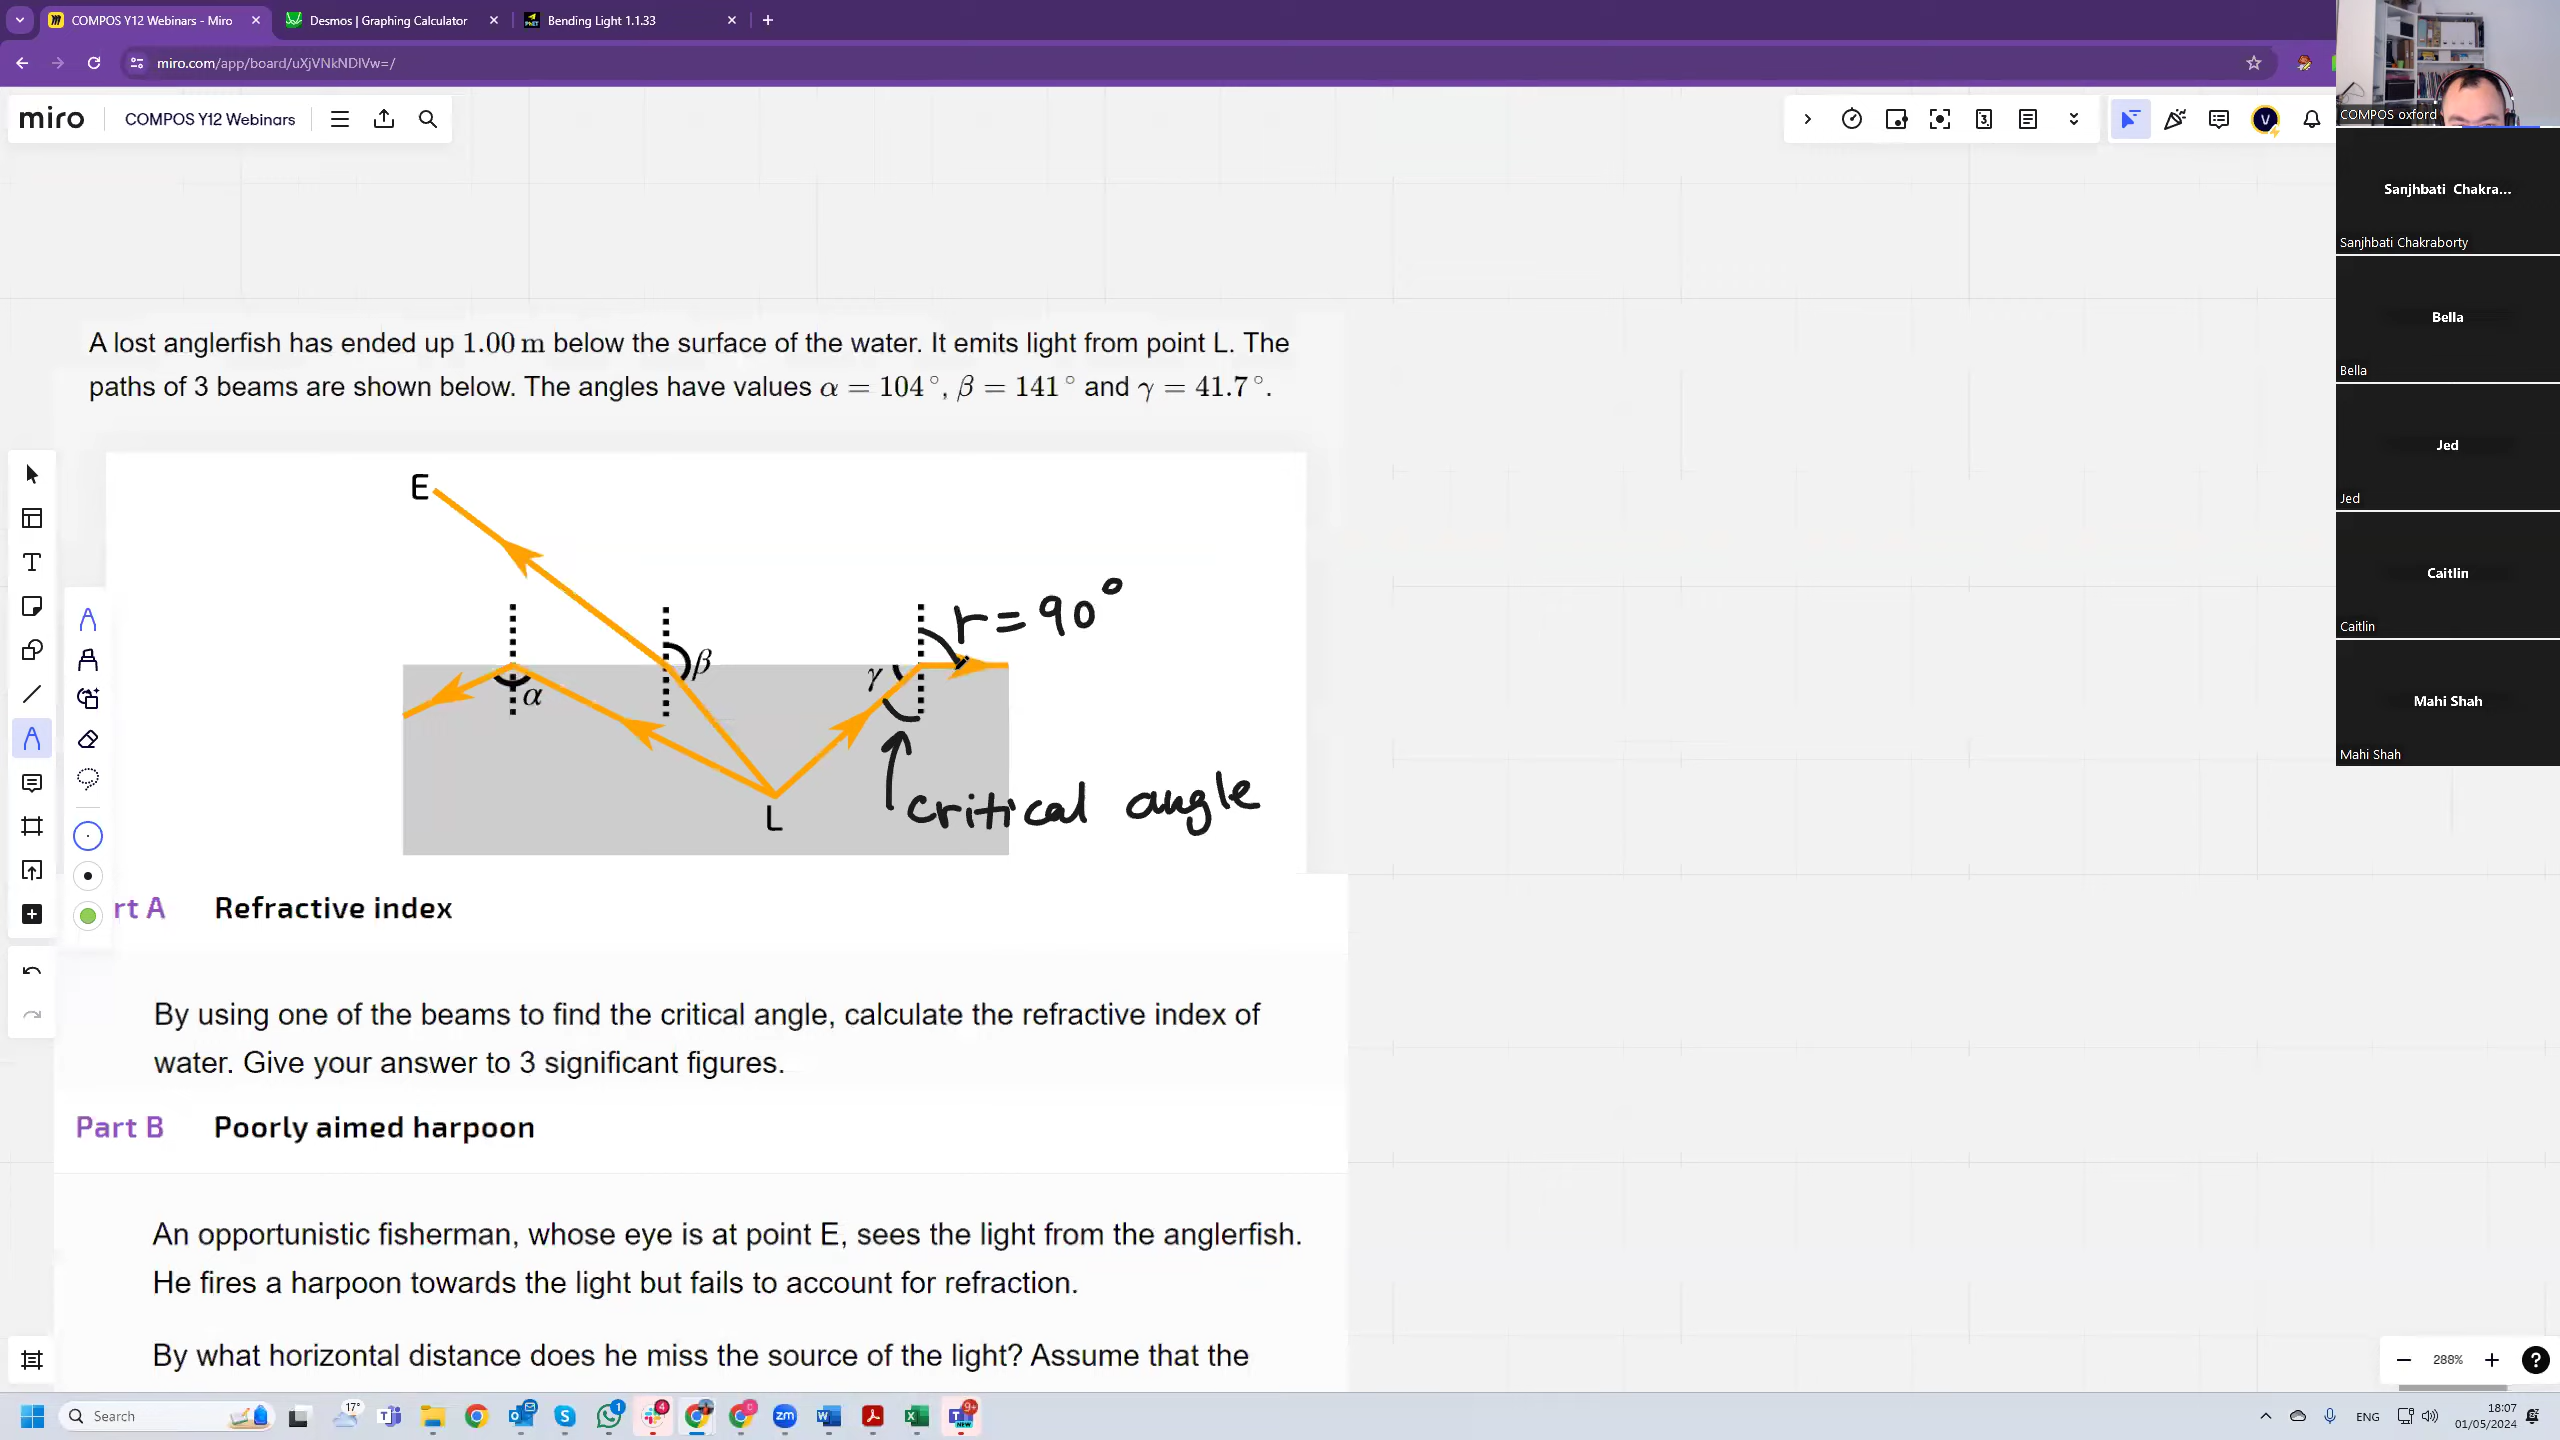 COMPOS Y12 Webinars - Miro
Desmos | Graphing Calculator
Bending Light 1.1.33
miro.com/app/board/uXjVNkNDlVw=/
miro
COMPOS Y12 Webinars
V
COMPOS oxford
Sanjhbati Chakra...
Sanjhbati Chakraborty
Bella
Bella
Jed
Jed
Caitlin
Caitlin
Mahi Shah
Mahi Shah
A lost anglerfish has ended up 1.00 m below the surface of the water. It emits light from point L. The
paths of 3 beams are shown below. The angles have values α = 104°, β = 141° and γ = 41.7°.
E
r = 90°
β
γ
α
L
critical angle
rt A Refractive index
By using one of the beams to find the critical angle, calculate the refractive index of
water. Give your answer to 3 significant figures.
Part B Poorly aimed harpoon
An opportunistic fisherman, whose eye is at point E, sees the light from the anglerfish.
He fires a harpoon towards the light but fails to account for refraction.
By what horizontal distance does he miss the source of the light? Assume that the
288%
Search
17°
ENG
18:07
01/05/2024